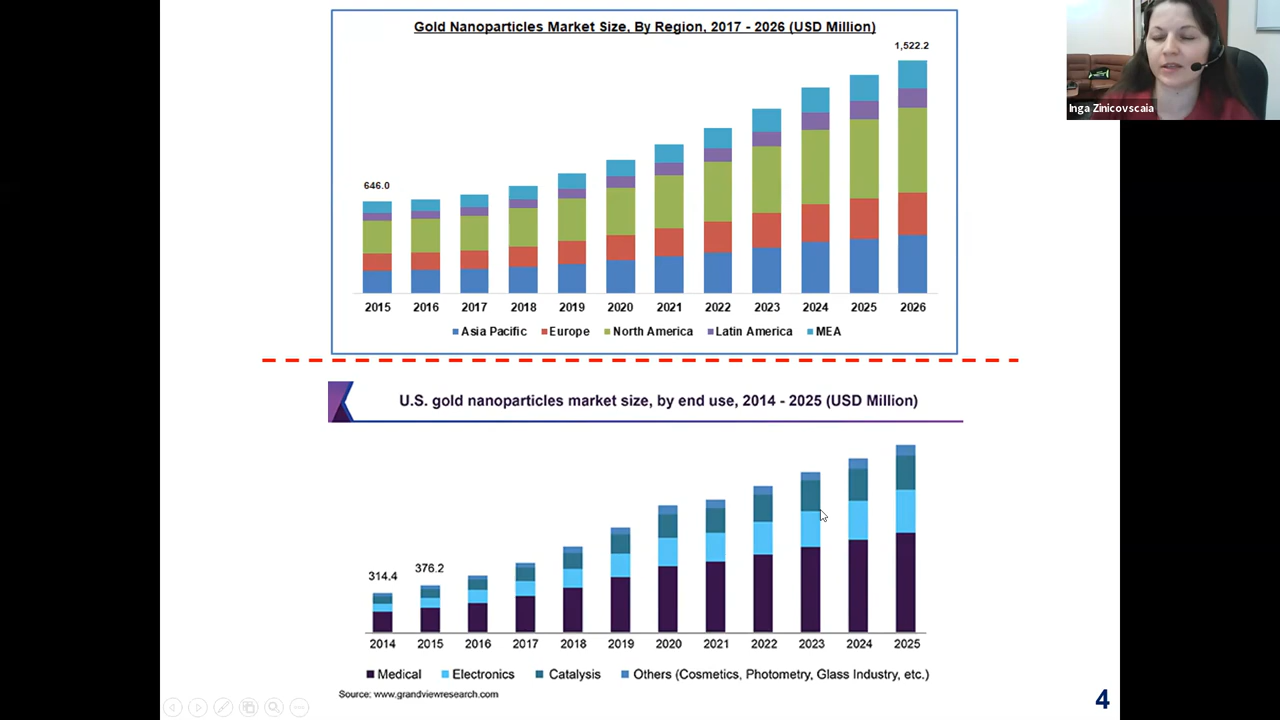 Gold Nanoparticles Market Size, By Region, 2017 - 2026 (USD Million)
1,522.2
646.0
2015 2016 2017 2018 2019 2020 2021 2022 2023 2024 2025 2026
Asia Pacific Europe North America Latin America MEA
Inga Zinicovscaia
U.S. gold nanoparticles market size, by end use, 2014 - 2025 (USD Million)
314.4 376.2
2014 2015 2016 2017 2018 2019 2020 2021 2022 2023 2024 2025
Medical Electronics Catalysis Others (Cosmetics, Photometry, Glass Industry, etc.)
Source: www.grandviewresearch.com
4